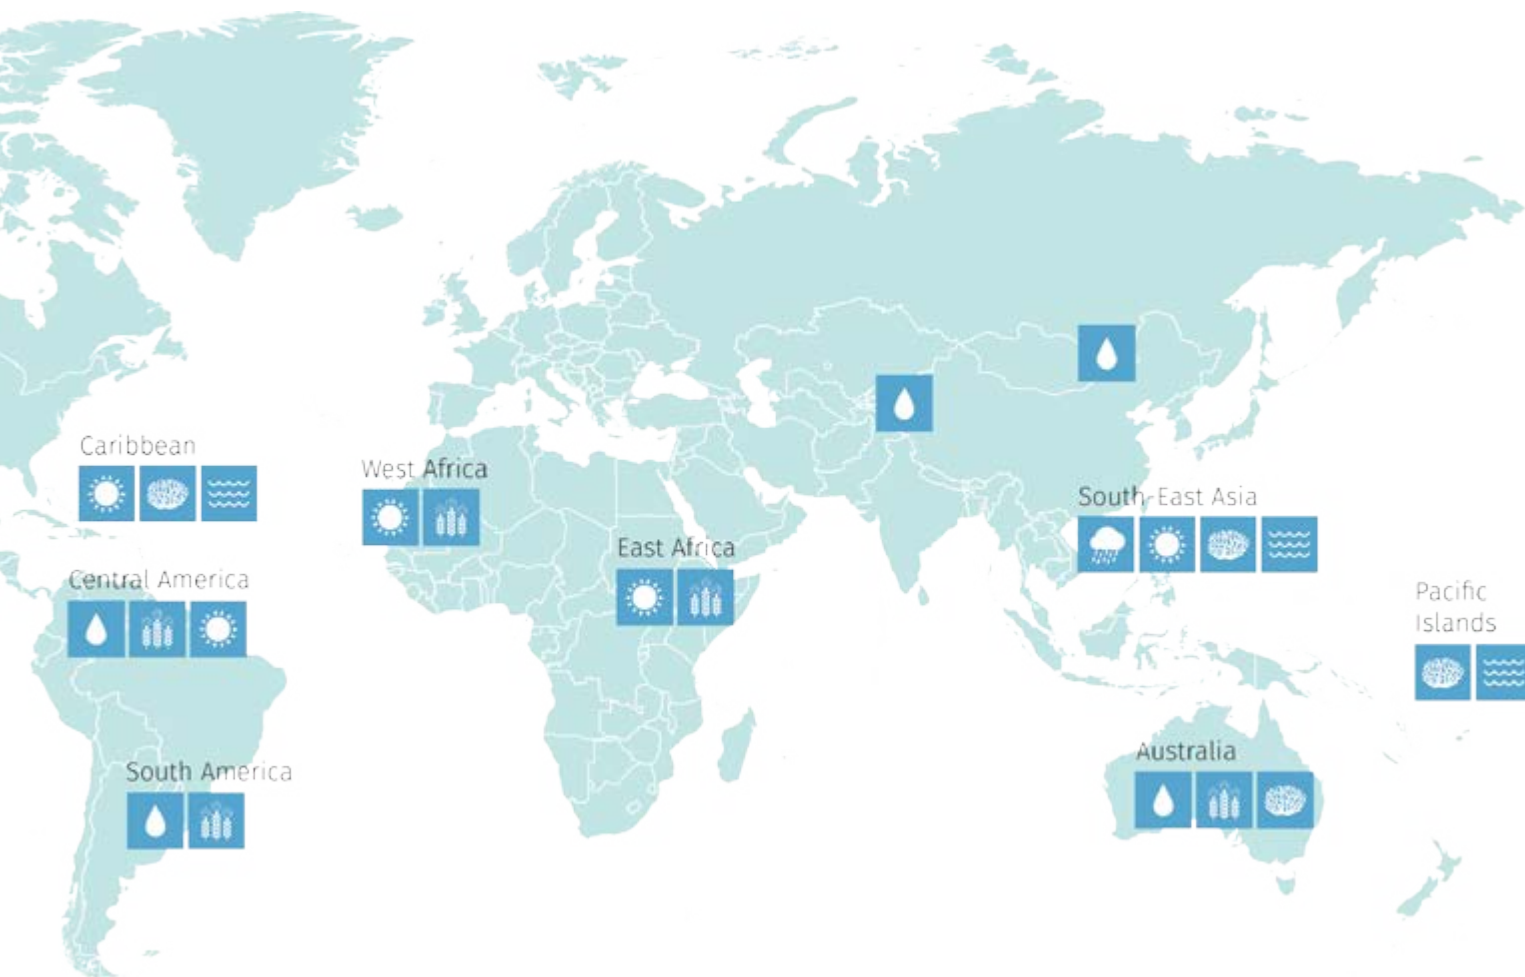 Caribbean
West Africa
South-East Asia
East Africa
Central America
Pacific
Islands
Australia
South America